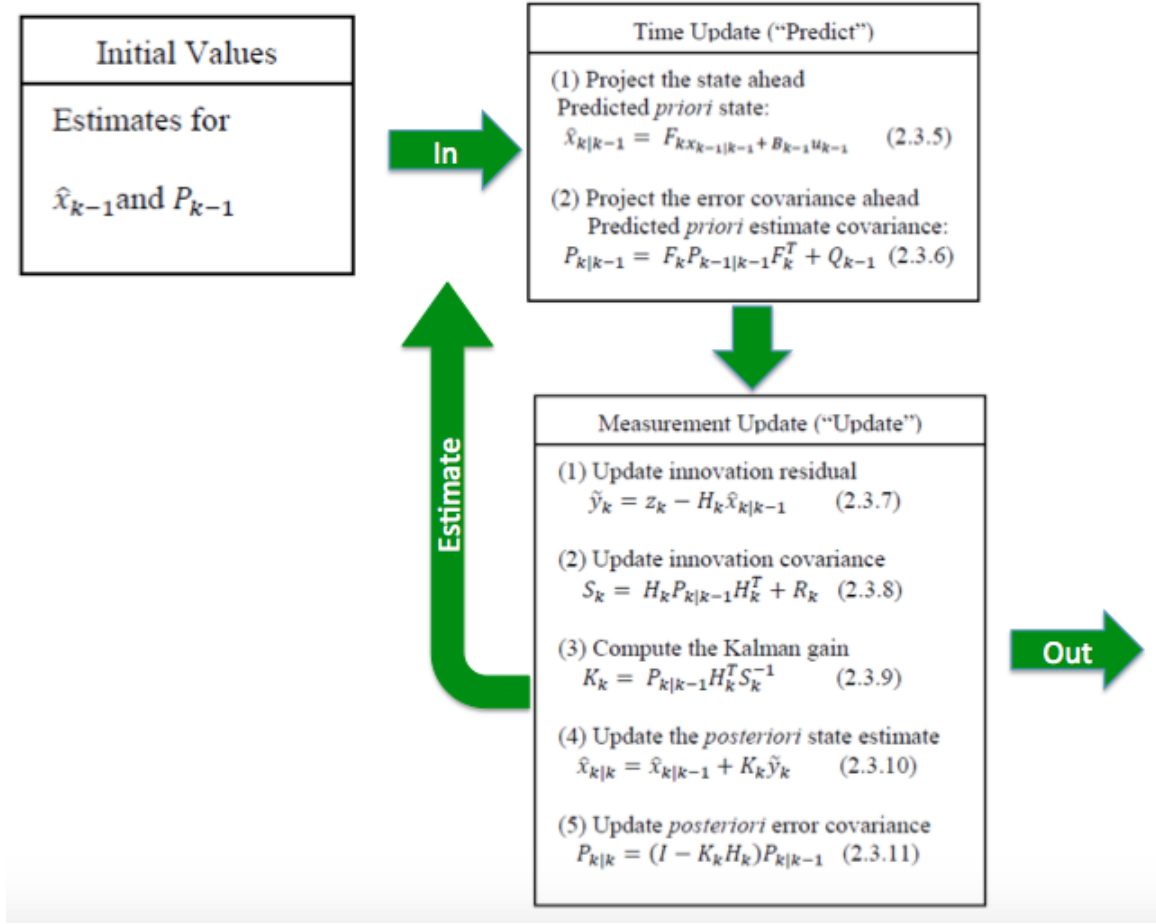 Initial Values
Estimates for
x̂ₖ₋₁and Pₖ₋₁
In
Time Update (“Predict”)
(1) Project the state ahead
Predicted priori state:
x̂_{k|k−1} = F_{kx_{k−1|k−1}+ B_{k−1}u_{k−1}} (2.3.5)
(2) Project the error covariance ahead
Predicted priori estimate covariance:
P_{k|k−1} = F_k P_{k−1|k−1} F_k^T + Q_{k−1} (2.3.6)
Estimate
Measurement Update (“Update”)
(1) Update innovation residual
ỹ_k = z_k − H_k x̂_{k|k−1} (2.3.7)
(2) Update innovation covariance
S_k = H_k P_{k|k−1} H_k^T + R_k (2.3.8)
(3) Compute the Kalman gain
K_k = P_{k|k−1} H_k^T S_k^{−1} (2.3.9)
(4) Update the posteriori state estimate
x̂_{k|k} = x̂_{k|k−1} + K_k ỹ_k (2.3.10)
(5) Update posteriori error covariance
P_{k|k} = (I − K_k H_k)P_{k|k−1} (2.3.11)
Out